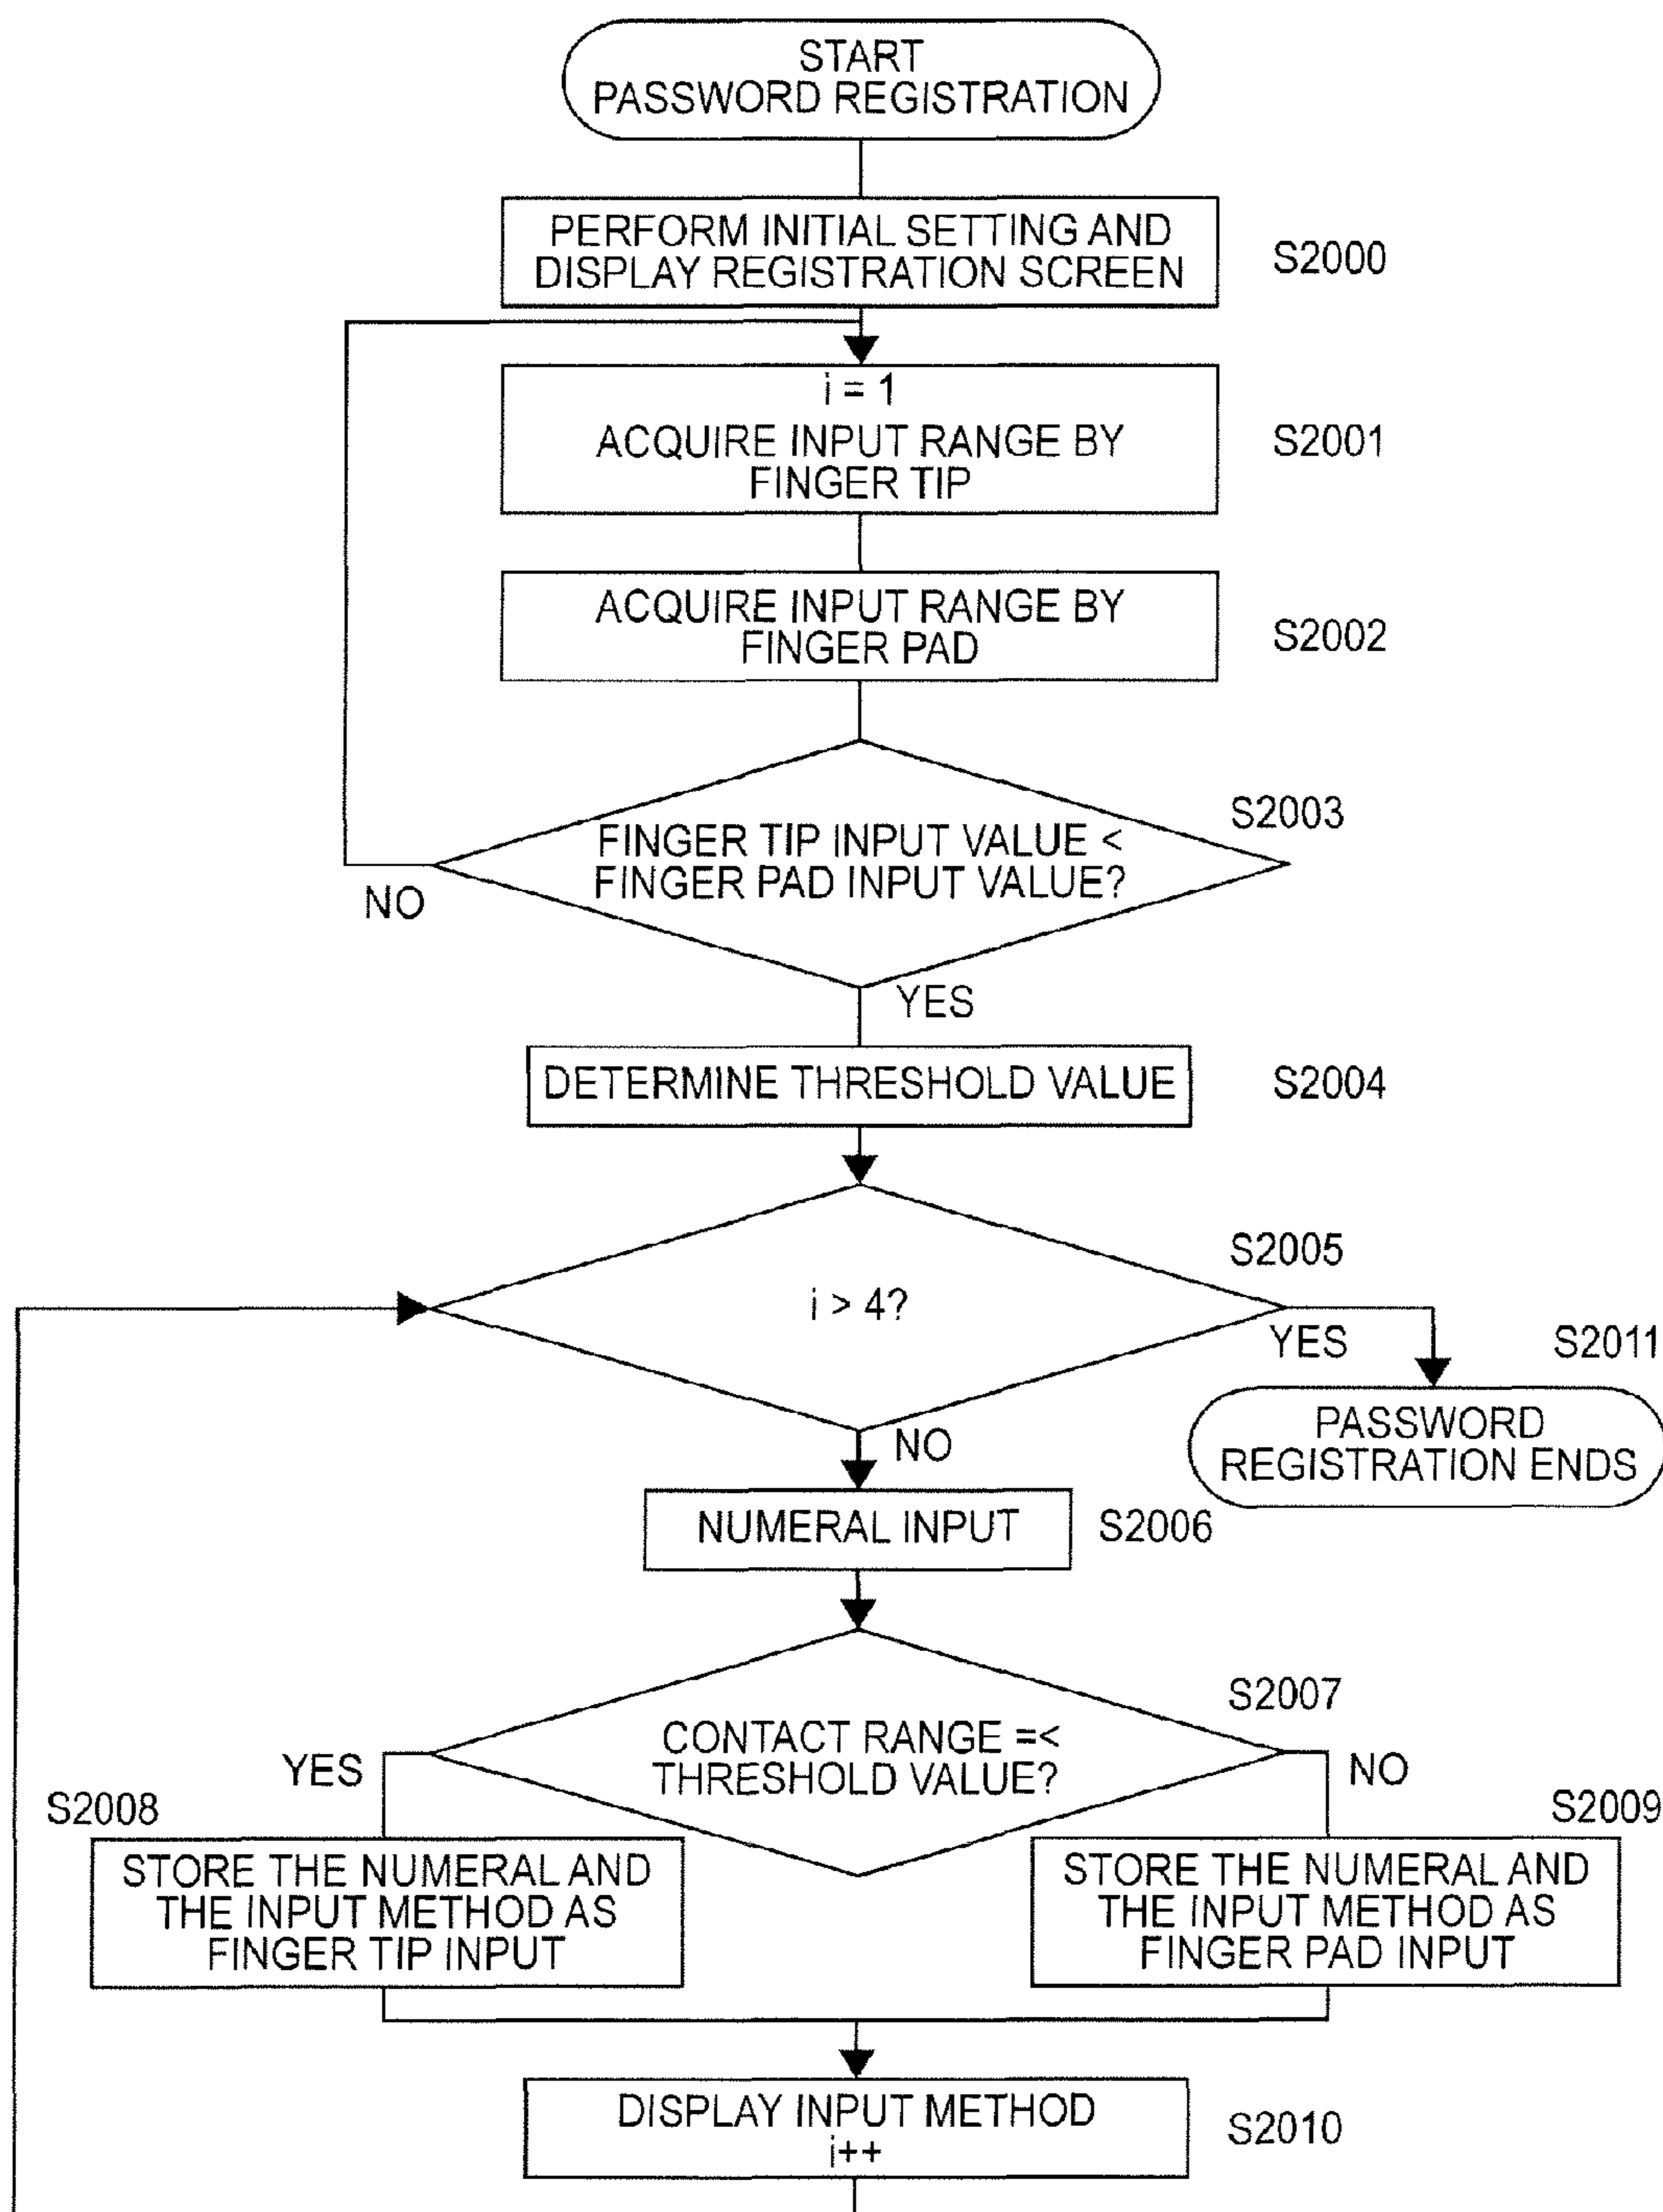 START
PASSWORD REGISTRATION
PERFORM INITIAL SETTING AND
DISPLAY REGISTRATION SCREEN
S2000
i = 1
ACQUIRE INPUT RANGE BY
FINGER TIP
S2001
ACQUIRE INPUT RANGE BY
FINGER PAD
S2002
S2003
FINGER TIP INPUT VALUE <
FINGER PAD INPUT VALUE?
NO
YES
DETERMINE THRESHOLD VALUE
S2004
S2005
i > 4?
YES
S2011
PASSWORD
REGISTRATION ENDS
NO
NUMERAL INPUT
S2006
S2007
CONTACT RANGE =<
THRESHOLD VALUE?
YES
NO
S2008
STORE THE NUMERAL AND
THE INPUT METHOD AS
FINGER TIP INPUT
S2009
STORE THE NUMERAL AND
THE INPUT METHOD AS
FINGER PAD INPUT
DISPLAY INPUT METHOD
i++
S2010